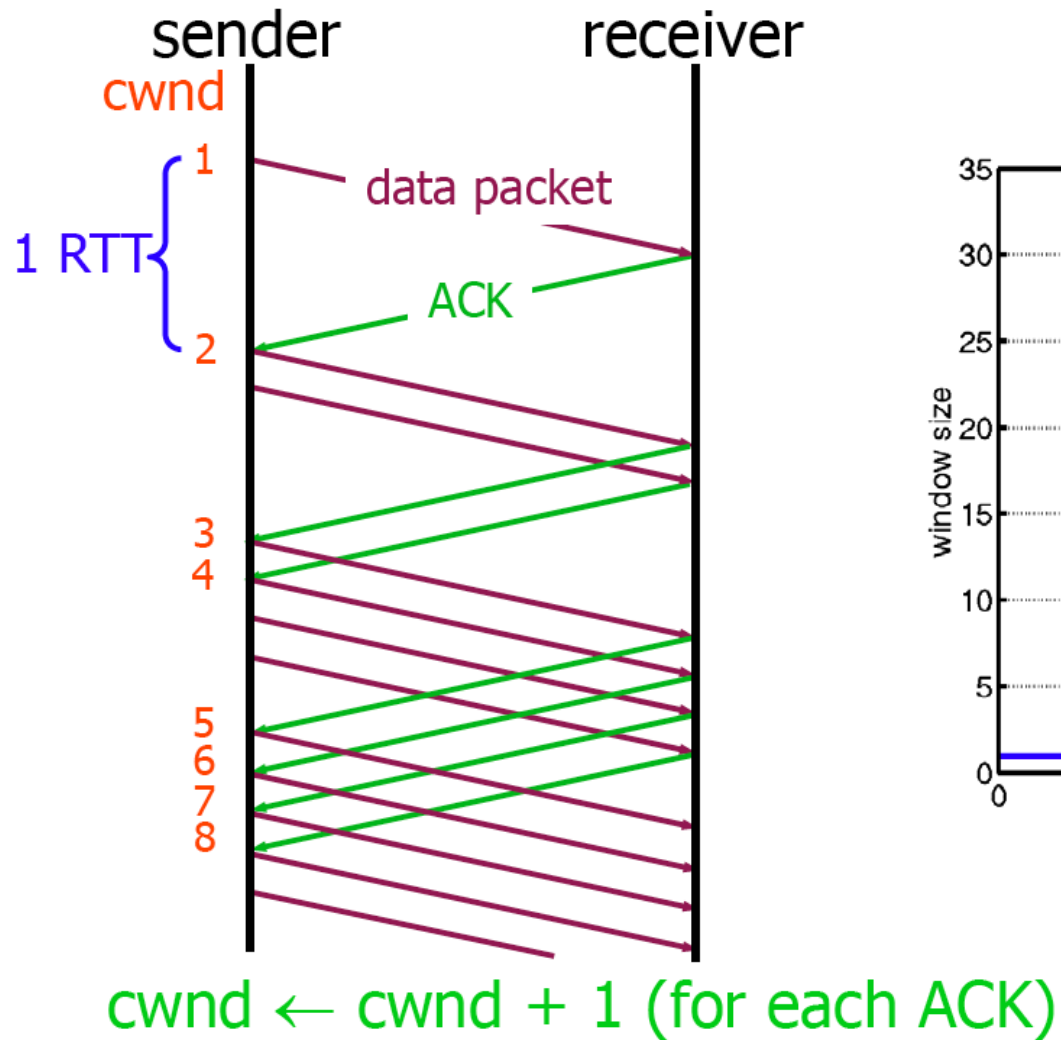 sender
receiver
cwnd
1
data packet
1 RTT
ACK
2
3
4
5
6
7
8
cwnd ← cwnd + 1 (for each ACK)
35
30
25
20
15
10
5
0
0
window size